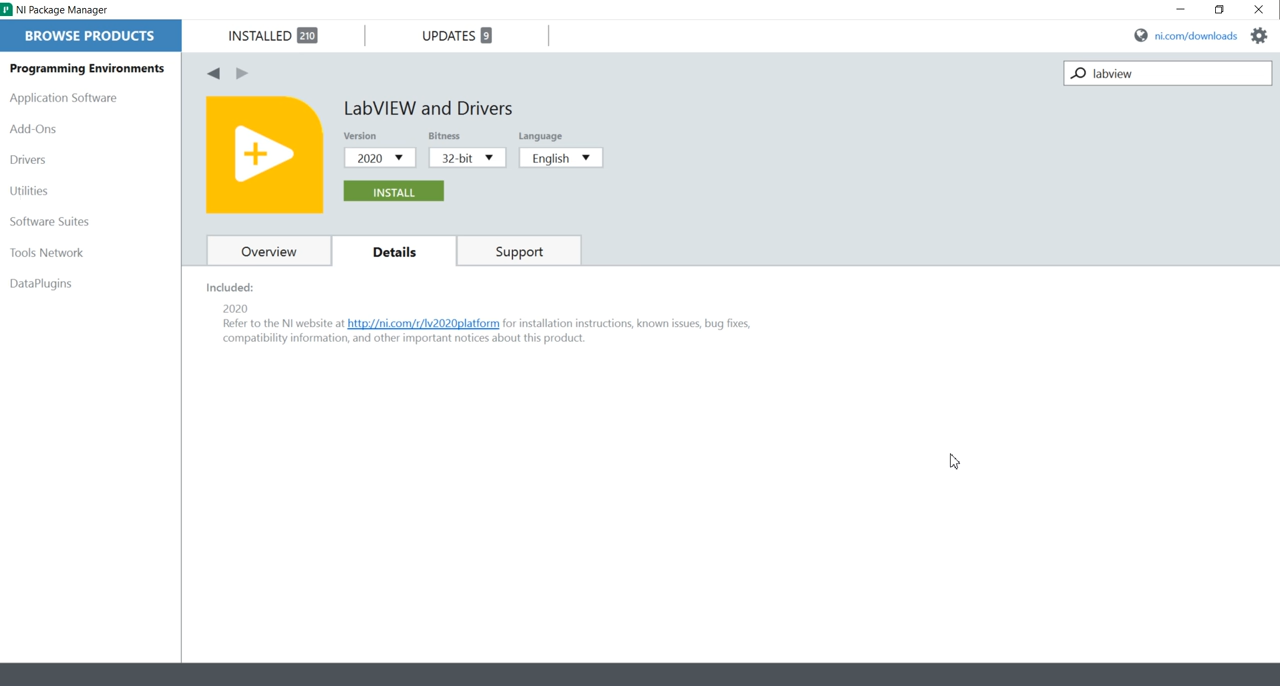 NI Package Manager
BROWSE PRODUCTS
INSTALLED 210
UPDATES 9
ni.com/downloads
Programming Environments
Application Software
Add-Ons
Drivers
Utilities
Software Suites
Tools Network
DataPlugins
labview
LabVIEW and Drivers
Version Bitness Language
2020 32-bit English
INSTALL
Overview Details Support
Included:
2020
Refer to the NI website at http://ni.com/r/lv2020platform for installation instructions, known issues, bug fixes,
compatibility information, and other important notices about this product.